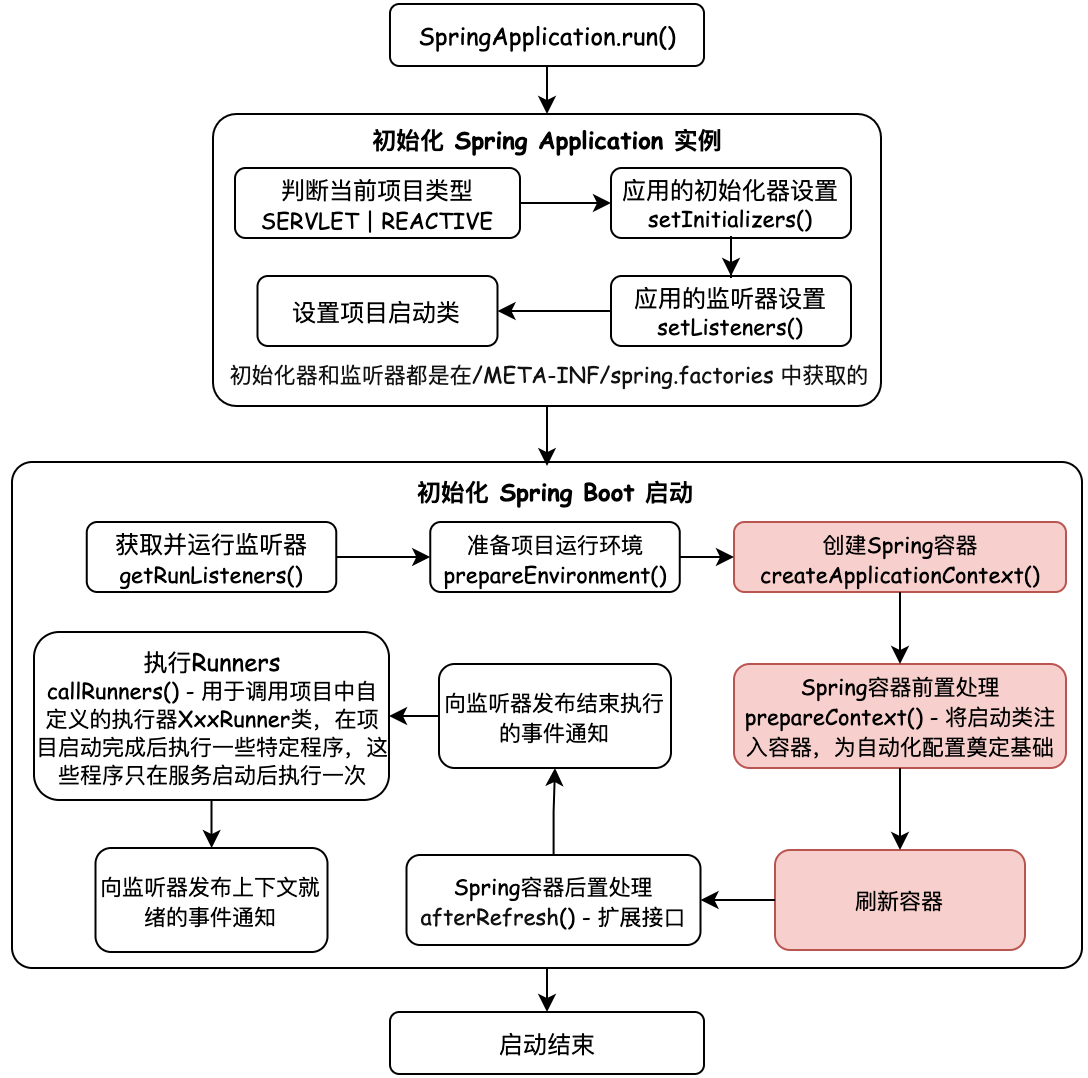 SpringApplication.run()
初始化 Spring Application 实例
判断当前项目类型
SERVLET | REACTIVE
应用的初始化器设置
setInitializers()
应用的监听器设置
setListeners()
设置项目启动类
初始化器和监听器都是在/META-INF/spring.factories 中获取的
初始化 Spring Boot 启动
获取并运行监听器
getRunListeners()
准备项目运行环境
prepareEnvironment()
创建Spring容器
createApplicationContext()
Spring容器前置处理
prepareContext() - 将启动类注
入容器，为自动化配置奠定基础
刷新容器
Spring容器后置处理
afterRefresh() - 扩展接口
向监听器发布结束执行
的事件通知
执行Runners
callRunners() - 用于调用项目中自
定义的执行器XxxRunner类，在项
目启动完成后执行一些特定程序，这
些程序只在服务启动后执行一次
向监听器发布上下文就
绪的事件通知
启动结束